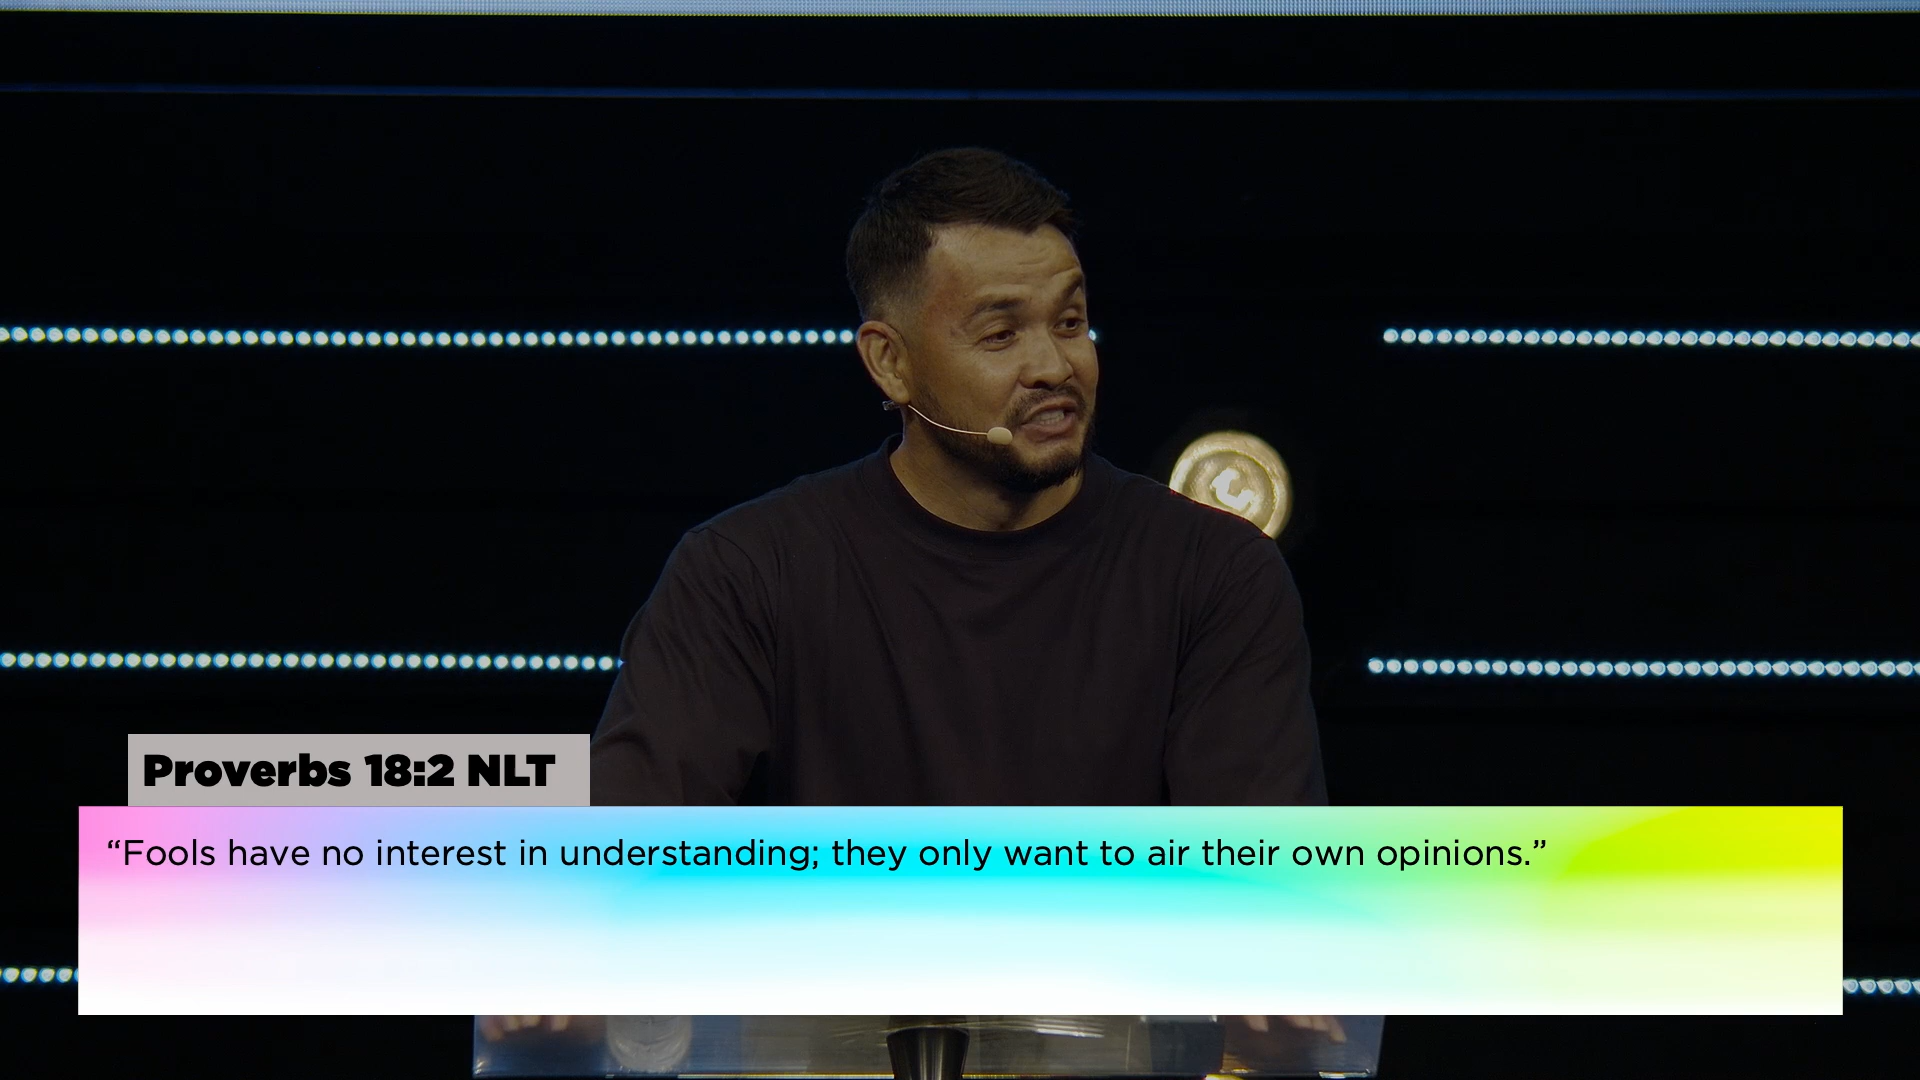 Proverbs 18:2 NLT
“Fools have no interest in understanding; they only want to air their own opinions.”